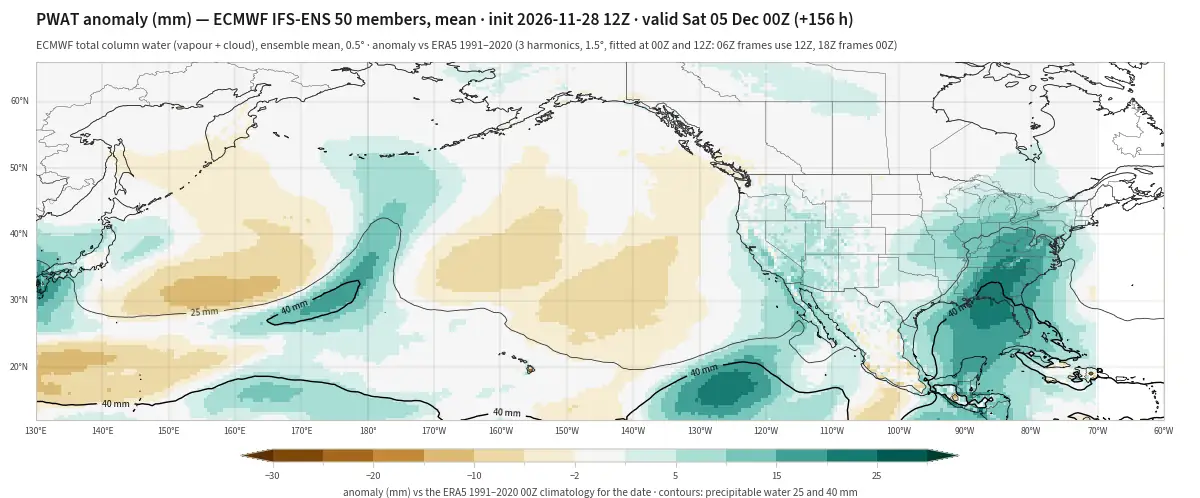 PWAT anomaly (mm) — ECMWF IFS-ENS 50 members, mean · init 2026-11-28 12Z · valid Sat 05 Dec 00Z (+156 h)
ECMWF total column water (vapour + cloud), ensemble mean, 0.5° · anomaly vs ERA5 1991–2020 (3 harmonics, 1.5°, fitted at 00Z and 12Z: 06Z frames use 12Z, 18Z frames 00Z)
60°N
50°N
40°N
30°N
20°N
25 mm
40 mm
40 mm
40 mm
40 mm
40 mm
130°E 140°E 150°E 160°E 170°E 180° 170°W 160°W 150°W 140°W 130°W 120°W 110°W 100°W 90°W 80°W 70°W 60°W
−30 −20 −10 −2 5 15 25
anomaly (mm) vs the ERA5 1991–2020 00Z climatology for the date · contours: precipitable water 25 and 40 mm